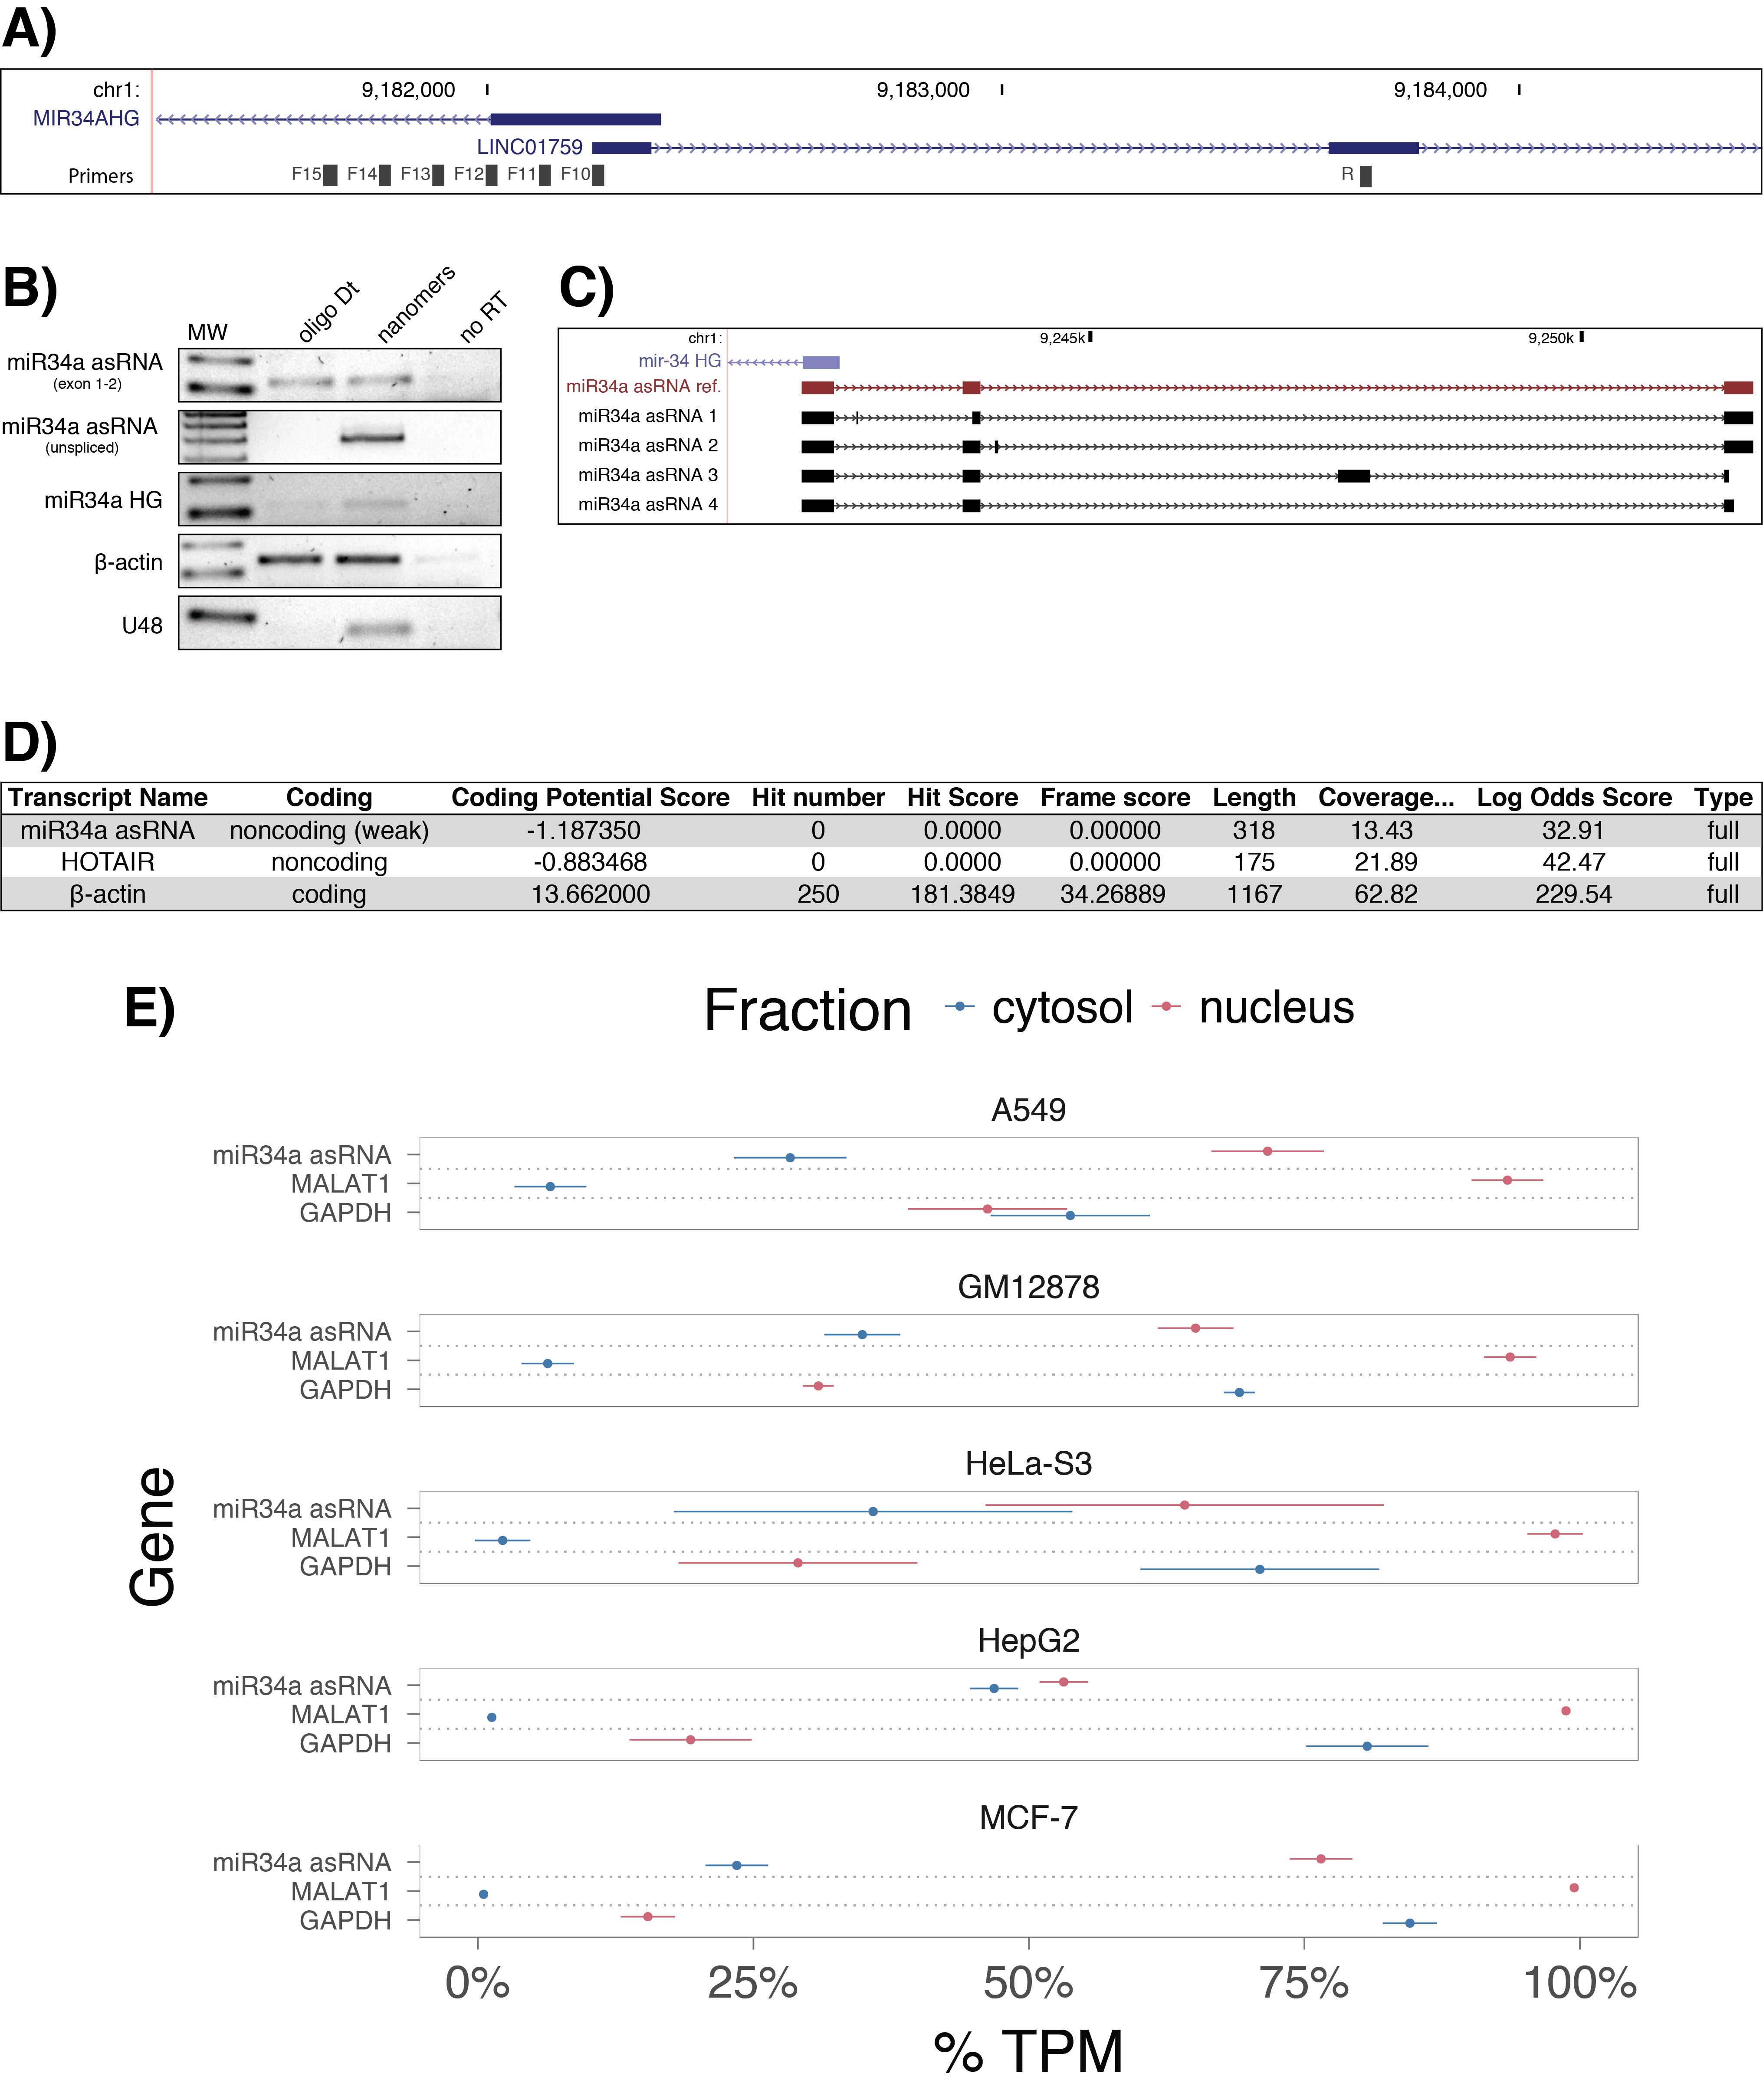 A)
chr1: 9,182,000 9,183,000 9,184,000
MIR34AHG
LINC01759
Primers F15 F14 F13 F12 F11 F10 R
B)
MW oligo Dt nanomers no RT
miR34a asRNA
(exon 1-2)
miR34a asRNA
(unspliced)
miR34a HG
β-actin
U48
C)
chr1: 9,245k 9,250k
mir-34 HG
miR34a asRNA ref.
miR34a asRNA 1
miR34a asRNA 2
miR34a asRNA 3
miR34a asRNA 4
D)
Transcript Name Coding Coding Potential Score Hit number Hit Score Frame score Length Coverage... Log Odds Score Type
miR34a asRNA noncoding (weak) -1.187350 0 0.0000 0.00000 318 13.43 32.91 full
HOTAIR noncoding -0.883468 0 0.0000 0.00000 175 21.89 42.47 full
β-actin coding 13.662000 250 181.3849 34.26889 1167 62.82 229.54 full
E)
Fraction cytosol nucleus
Gene
A549
miR34a asRNA
MALAT1
GAPDH
GM12878
miR34a asRNA
MALAT1
GAPDH
HeLa-S3
miR34a asRNA
MALAT1
GAPDH
HepG2
miR34a asRNA
MALAT1
GAPDH
MCF-7
miR34a asRNA
MALAT1
GAPDH
0% 25% 50% 75% 100%
% TPM